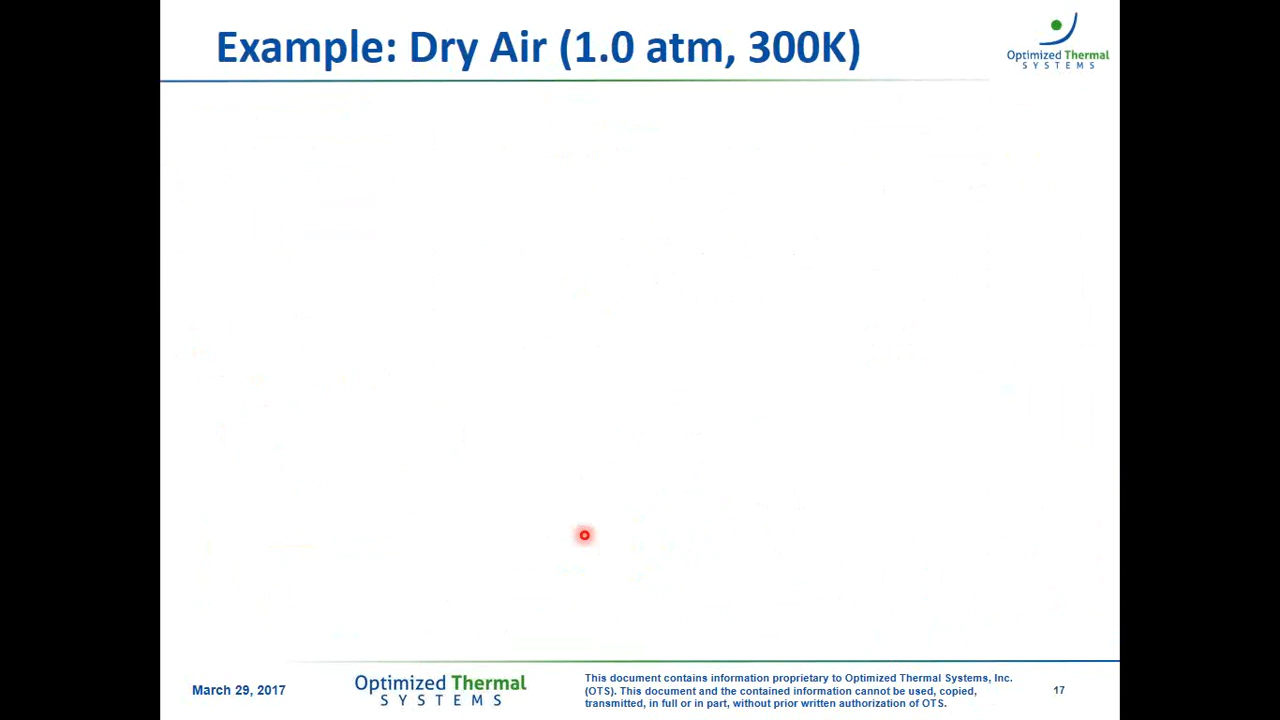 Example: Dry Air (1.0 atm, 300K)
Optimized Thermal
SYSTEMS
March 29, 2017
Optimized Thermal
SYSTEMS
This document contains information proprietary to Optimized Thermal Systems, Inc.
(OTS). This document and the contained information cannot be used, copied,
transmitted, in full or in part, without prior written authorization of OTS.
17